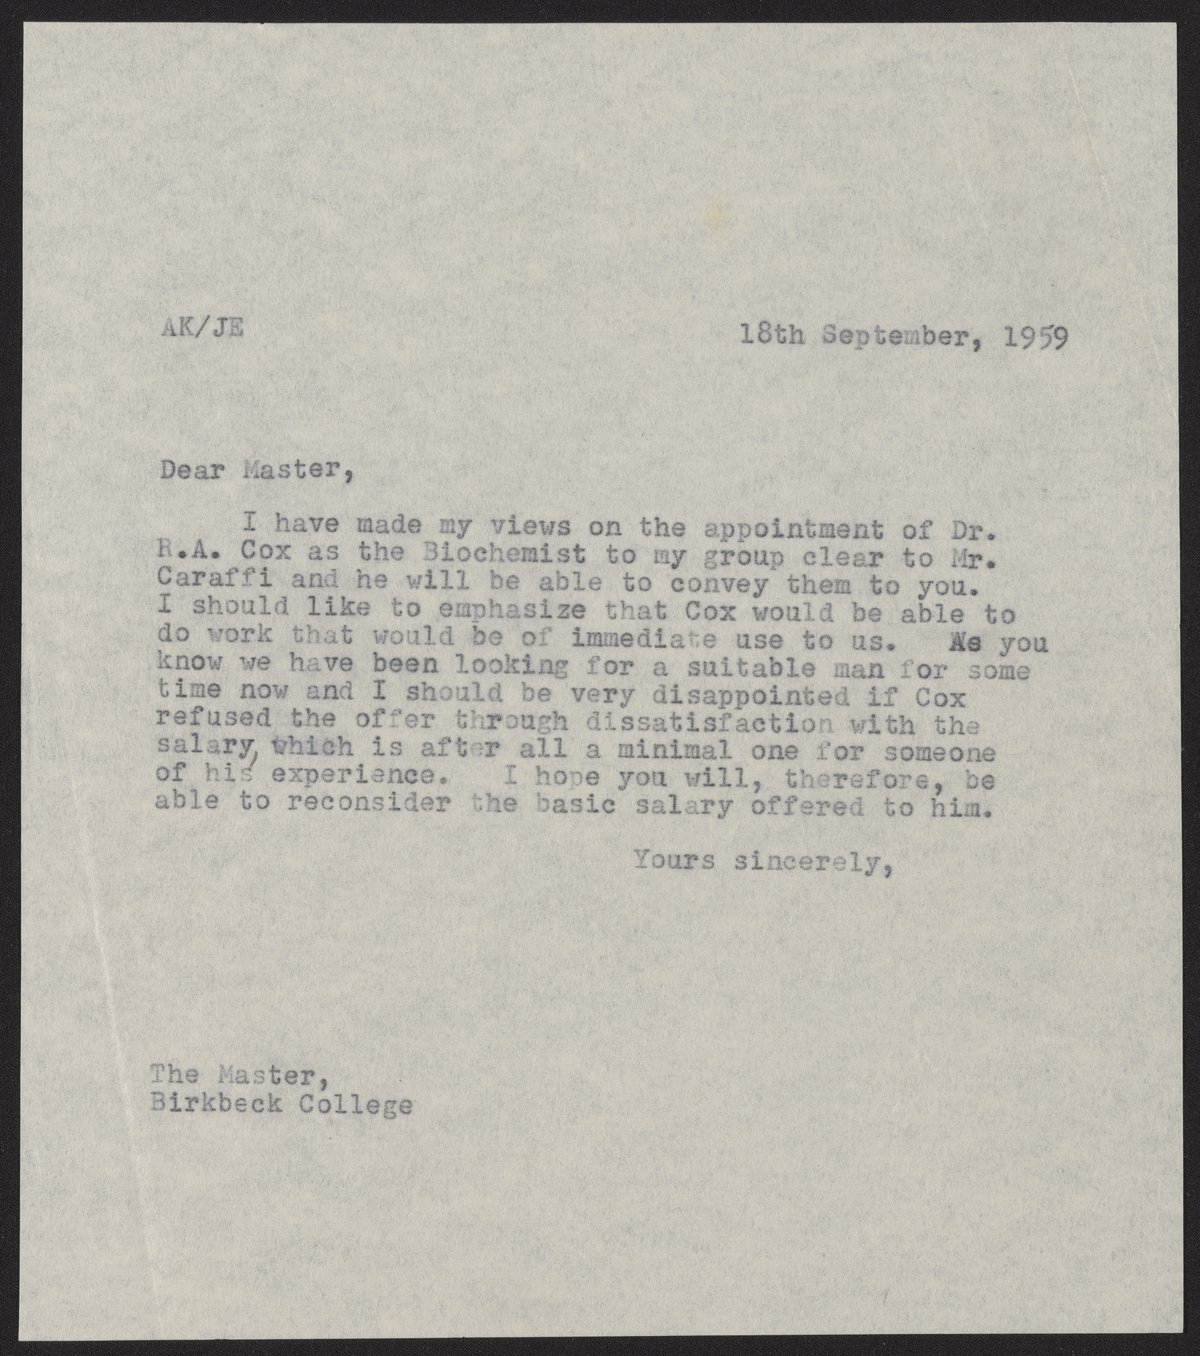 AK/JE
18th September, 1959
Dear Master,
I have made my views on the appointment of Dr.
R.A. Cox as the Biochemist to my group clear to Mr.
Caraffi and he will be able to convey them to you.
I should like to emphasize that Cox would be able to
do work that would be of immediate use to us. As you
know we have been looking for a suitable man for some
time now and I should be very disappointed if Cox
refused the offer through dissatisfaction with the
salary, which is after all a minimal one for someone
of his experience. I hope you will, therefore, be
able to reconsider the basic salary offered to him.
Yours sincerely,
The Master,
Birkbeck College